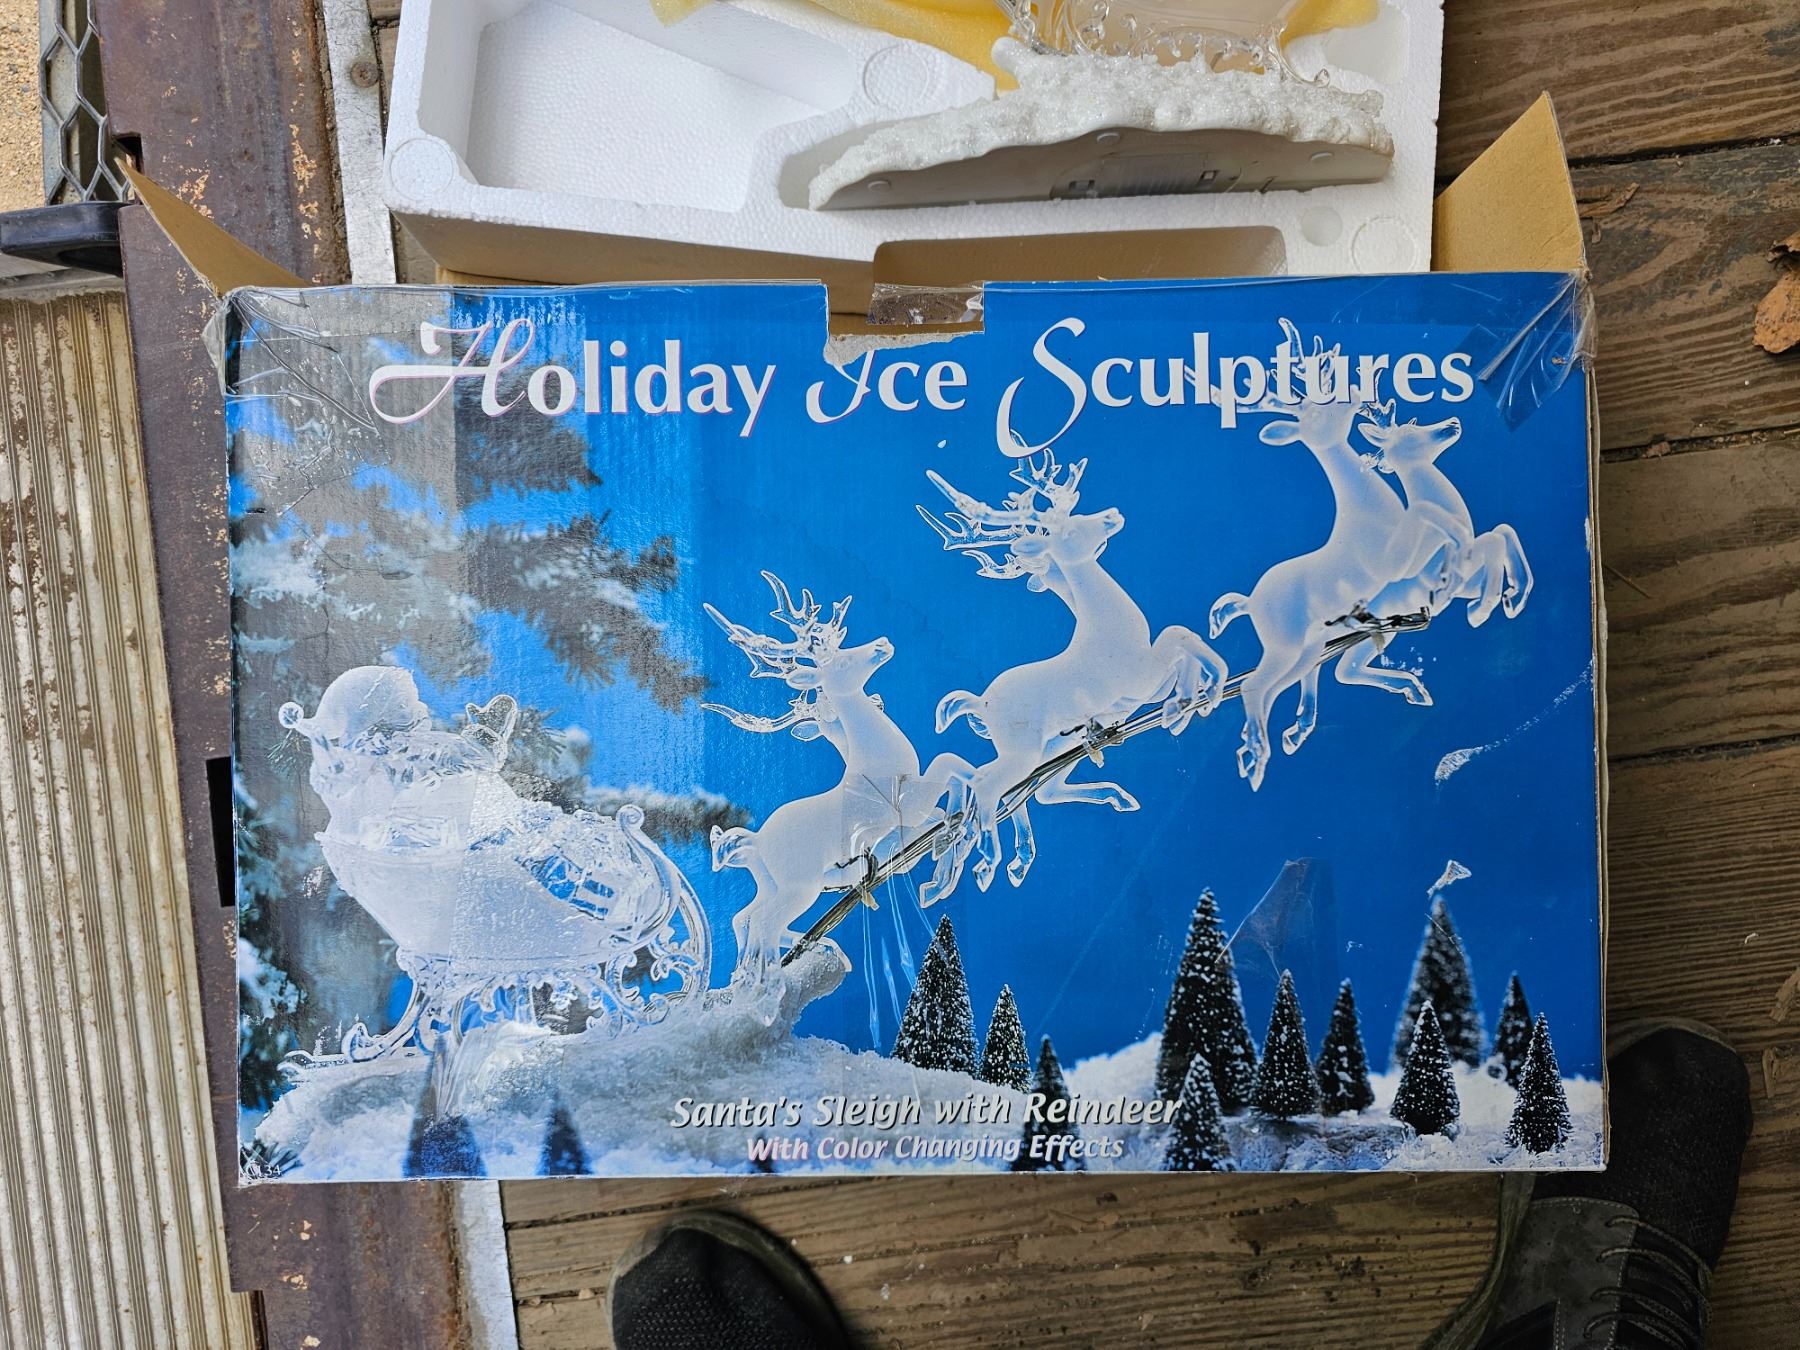 Holiday Ice Sculptures
Santa's Sleigh with Reindeer
With Color Changing Effects